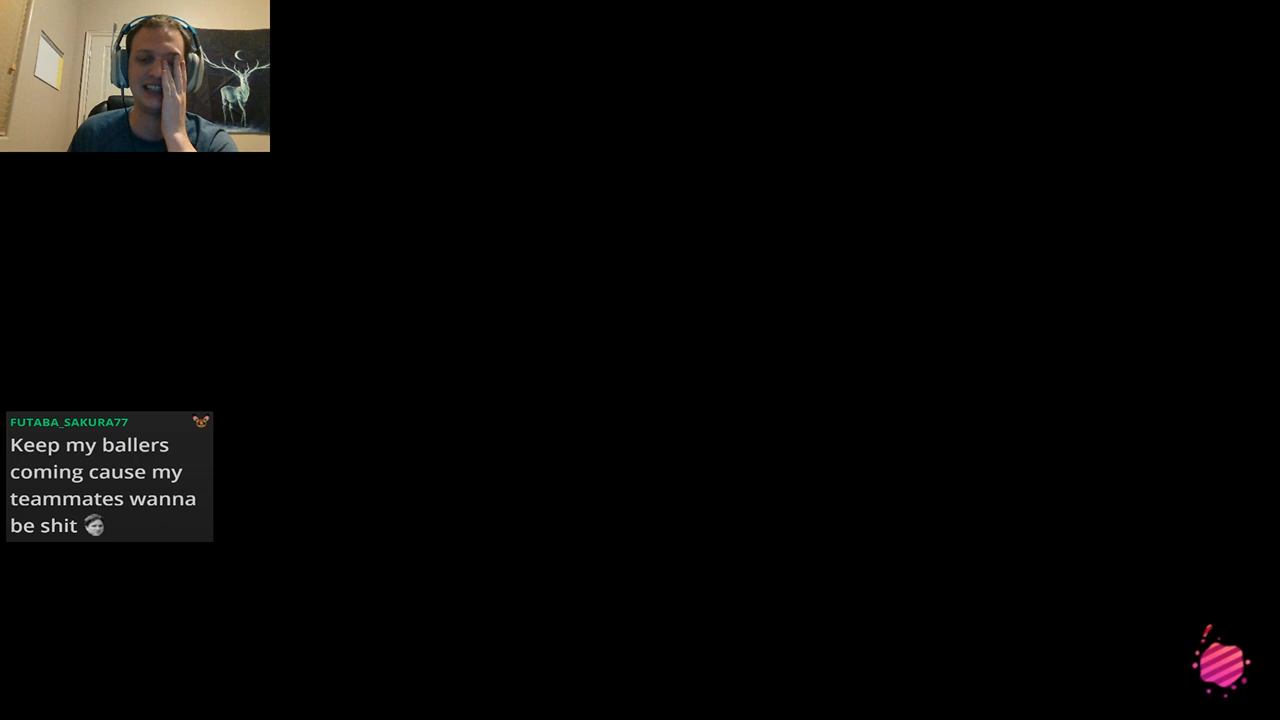 FUTABA_SAKURA77
Keep my ballers
coming cause my
teammates wanna
be shit